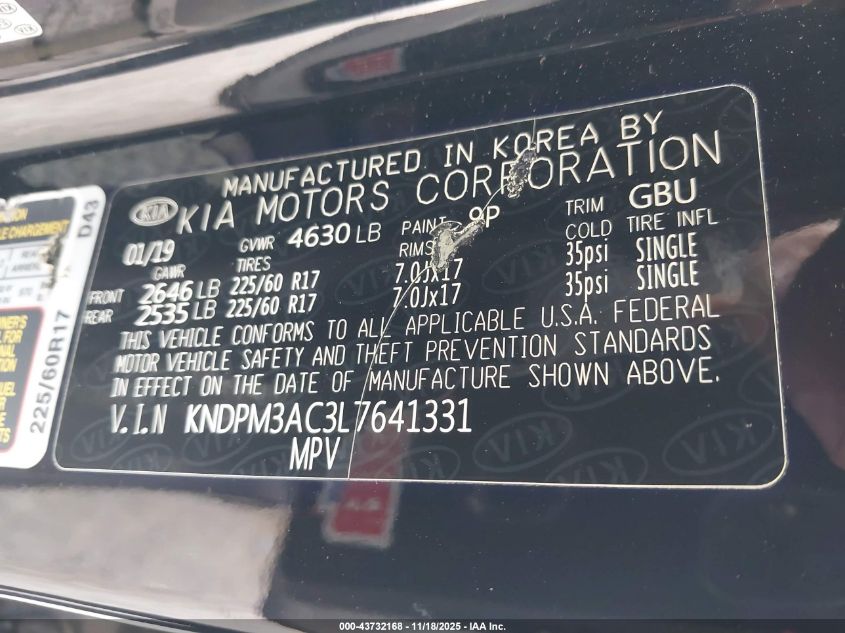 MANUFACTURED IN KOREA BY
KIA KIA MOTORS CORPORATION
01/19 GVWR 4630 LB PAINT 9P TRIM GBU
GAWR TIRES RIMS COLD TIRE INFL
FRONT 2646 LB 225/60 R17 7.0Jx17 35psi SINGLE
REAR 2535 LB 225/60 R17 7.0Jx17 35psi SINGLE
THIS VEHICLE CONFORMS TO ALL APPLICABLE U.S.A. FEDERAL
MOTOR VEHICLE SAFETY AND THEFT PREVENTION STANDARDS
IN EFFECT ON THE DATE OF MANUFACTURE SHOWN ABOVE.
V.I.N KNDPM3AC3L7641331
MPV
D43
225/60R17
000-43732168 - 11/18/2025 - IAA Inc.